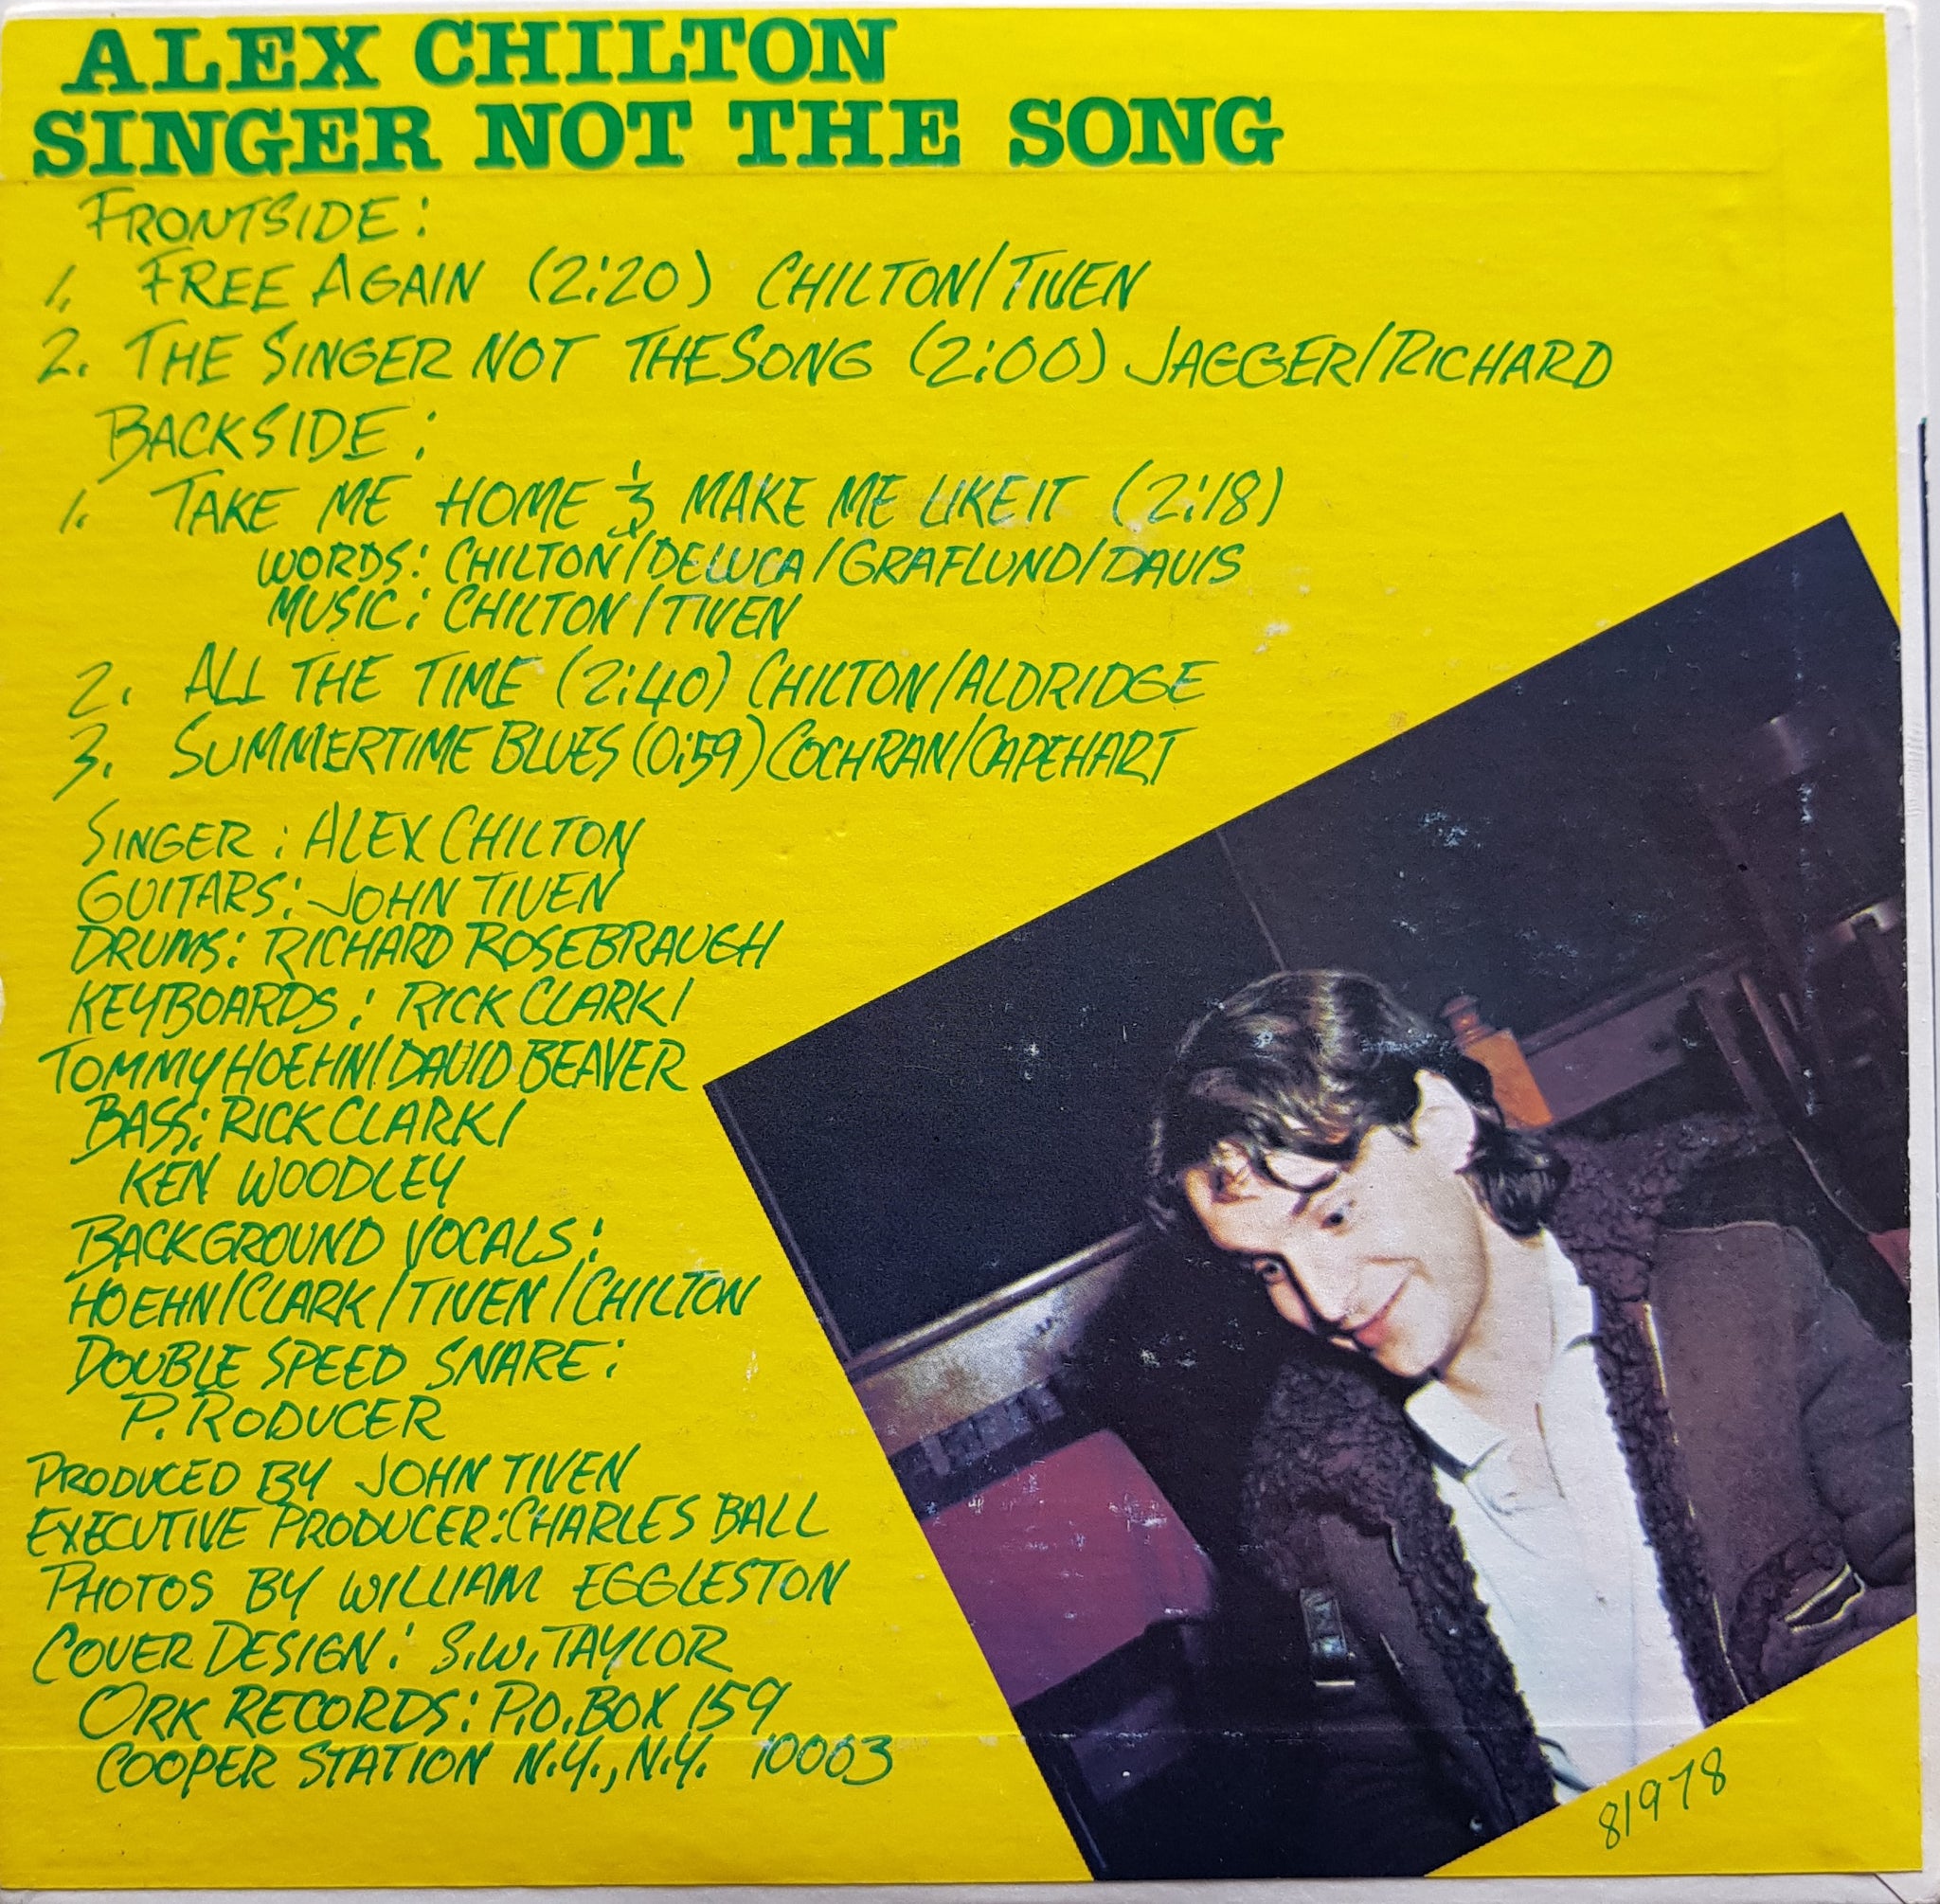 ALEX CHILTON
SINGER NOT THE SONG
FRONTSIDE:
1. FREE AGAIN (2:20) CHILTON/TIVEN
2. THE SINGER NOT THE SONG (2:00) JAGGER/RICHARD
BACKSIDE:
1. TAKE ME HOME & MAKE ME LIKE IT (2:18)
WORDS: CHILTON/DELUCA/GRAFLUND/DAVIS
MUSIC: CHILTON/TIVEN
2. ALL THE TIME (2:40) CHILTON/ALDRIDGE
3. SUMMERTIME BLUES (0:59) COCHRAN/CAPEHART
SINGER: ALEX CHILTON
GUITARS: JOHN TIVEN
DRUMS: RICHARD ROSEBRAUGH
KEYBOARDS: RICK CLARK/
TOMMY HOEHN/DAVID BEAVER
BASS: RICK CLARK/
KEN WOODLEY
BACKGROUND VOCALS:
HOEHN/CLARK/TIVEN/CHILTON
DOUBLE SPEED SNARE:
P. RODUCER
PRODUCED BY JOHN TIVEN
EXECUTIVE PRODUCER: CHARLES BALL
PHOTOS BY WILLIAM EGGLESTON
COVER DESIGN: S.W. TAYLOR
ORK RECORDS: P.O. BOX 159
COOPER STATION N.Y., N.Y. 10003
81978